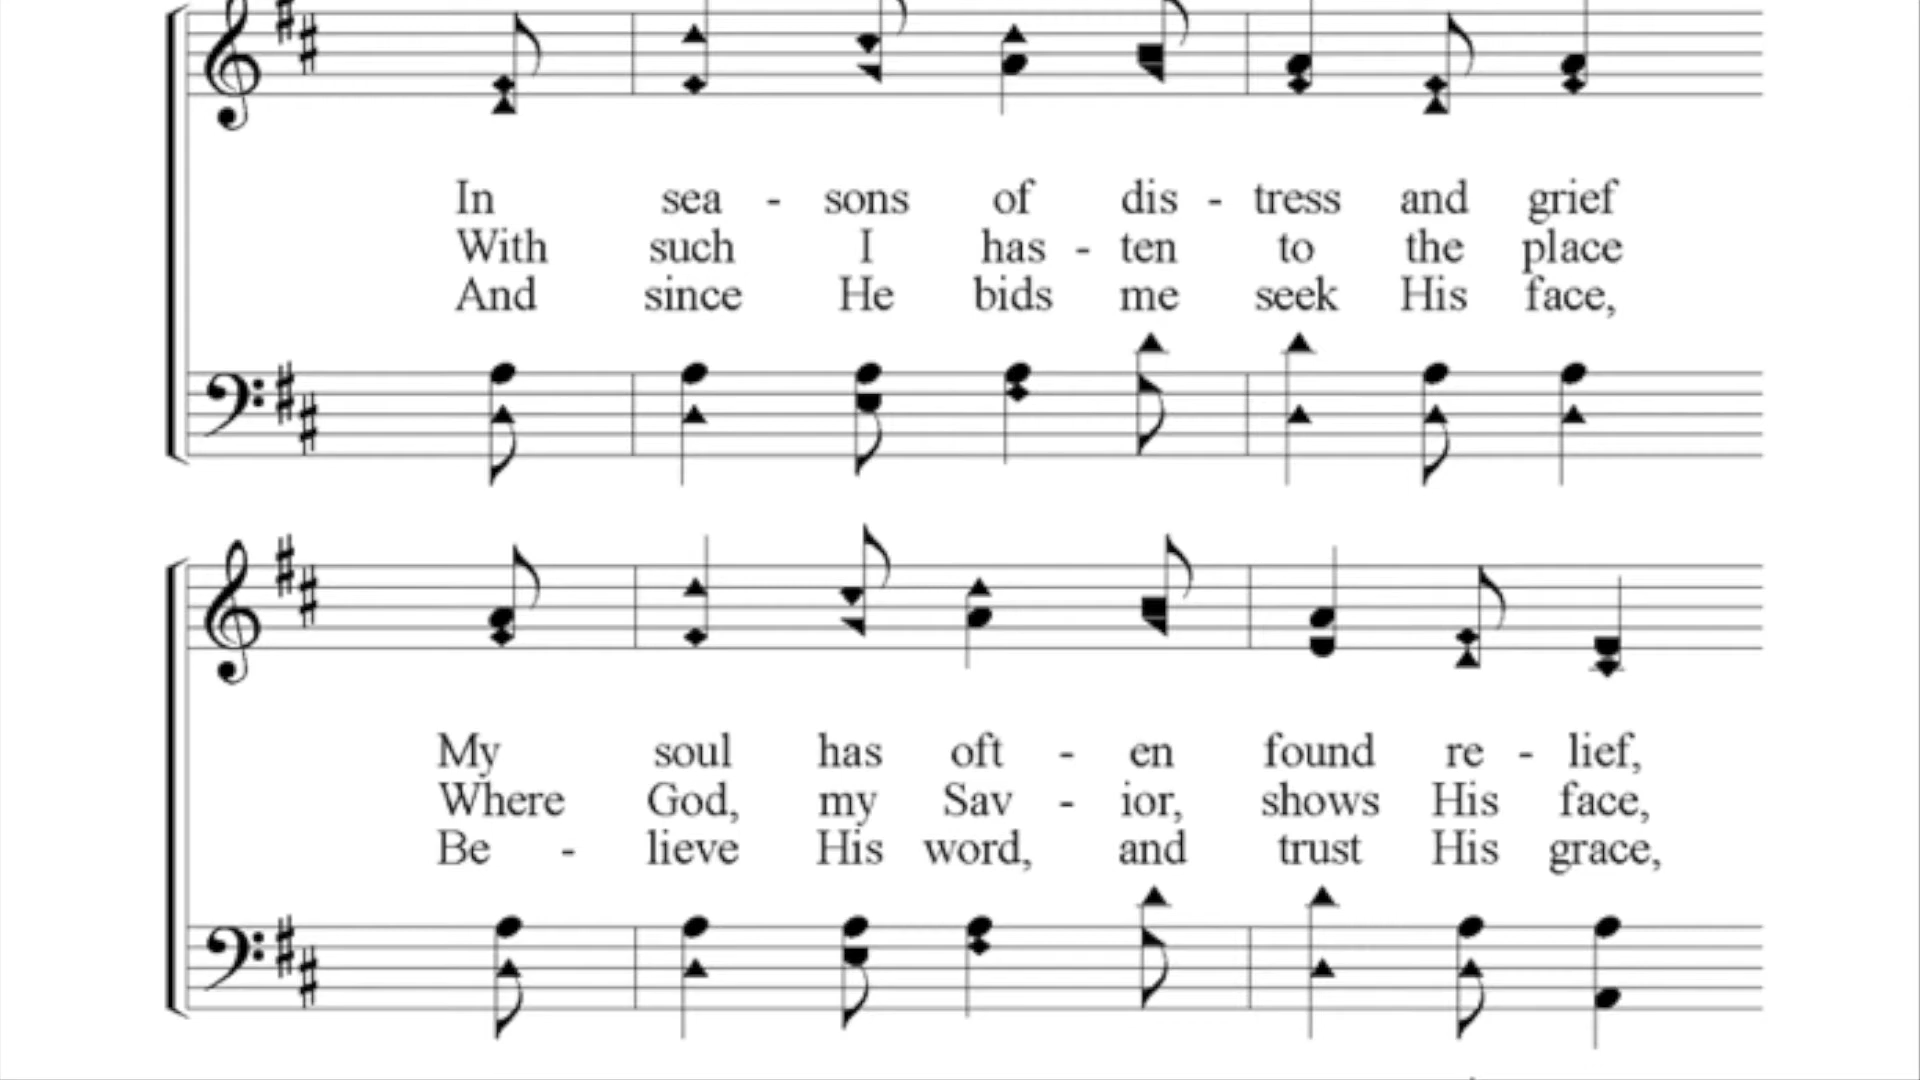 In sea - sons of dis - tress and grief
With such I has - ten to the place
And since He bids me seek His face,
My soul has oft - en found re - lief,
Where God, my Sav - ior, shows His face,
Be - lieve His word, and trust His grace,